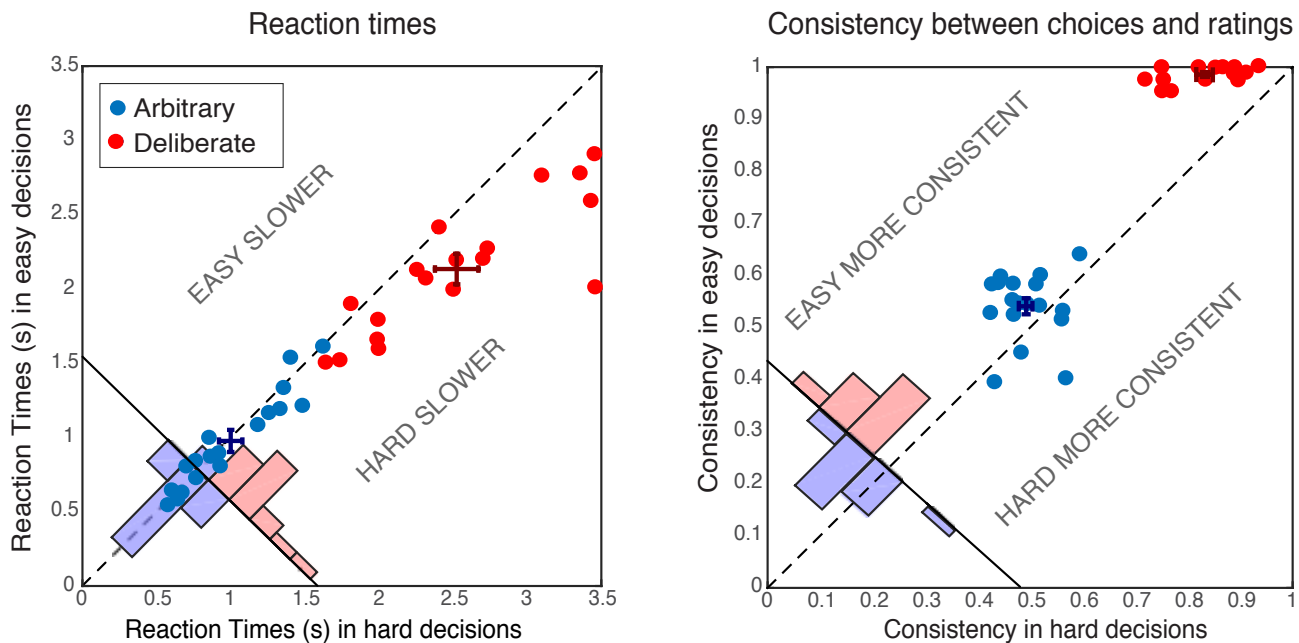 Reaction times
3.5
3
2.5
2
1.5
1
0.5
0
Reaction Times (s) in easy decisions
Arbitrary
Deliberate
EASY SLOWER
HARD SLOWER
0 0.5 1 1.5 2 2.5 3 3.5
Reaction Times (s) in hard decisions
Consistency between choices and ratings
1
0.9
0.8
0.7
0.6
0.5
0.4
0.3
0.2
0.1
0
Consistency in easy decisions
EASY MORE CONSISTENT
HARD MORE CONSISTENT
0 0.1 0.2 0.3 0.4 0.5 0.6 0.7 0.8 0.9 1
Consistency in hard decisions